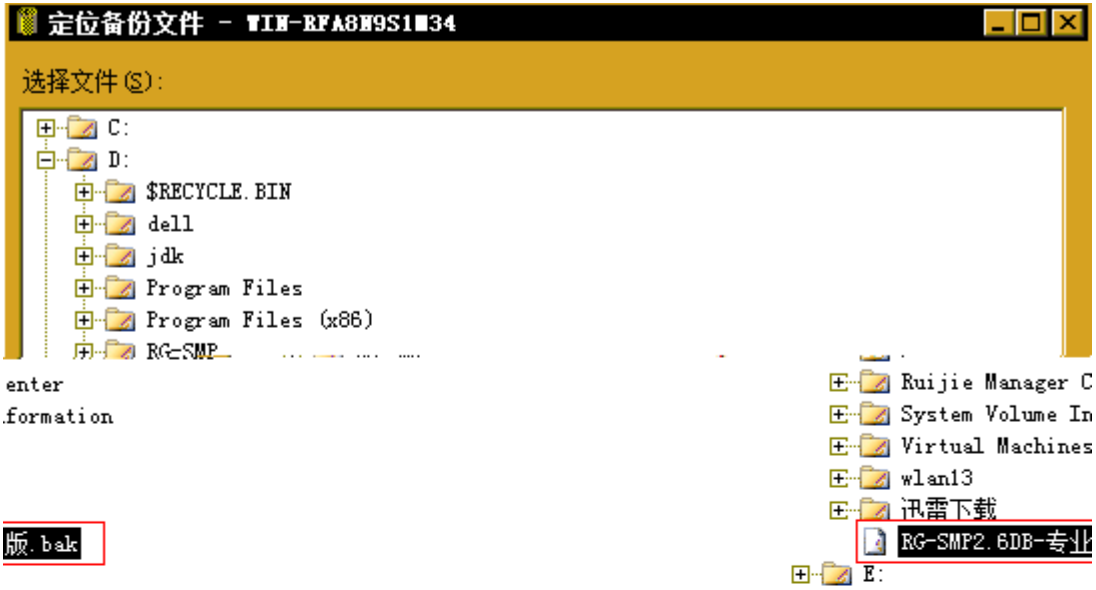 定位备份文件 - WIN-RFA8N9S1M34
选择文件(S):
C:
D:
$RECYCLE.BIN
dell
jdk
Program Files
Program Files (x86)
RG-SMP
enter
Ruijie Manager C
formation
System Volume In
Virtual Machines
wlan13
迅雷下载
版.bak
RG-SMP2.6DB-专业
E: